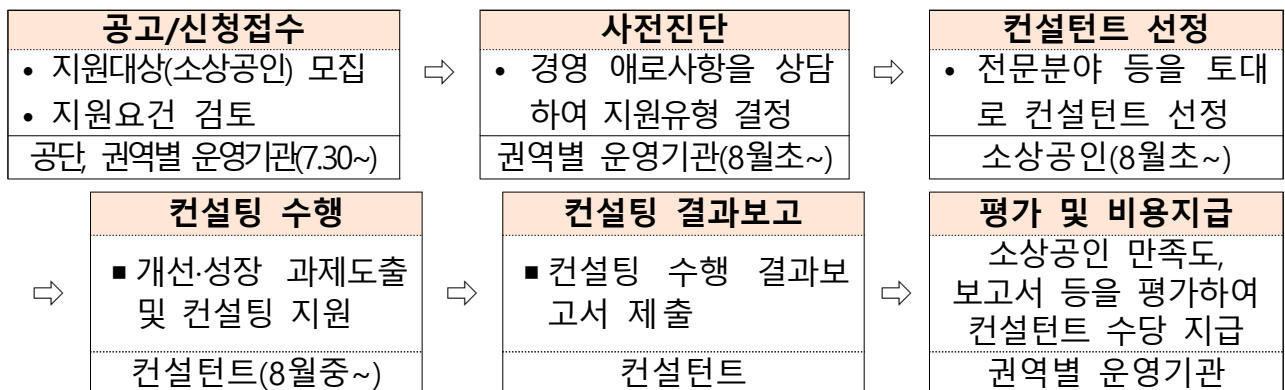 공고/신청접수
• 지원대상(소상공인) 모집
• 지원요건 검토
공단, 권역별 운영기관(7.30~)
⇨
사전진단
• 경영 애로사항을 상담
하여 지원유형 결정
권역별 운영기관(8월초~)
⇨
컨설턴트 선정
• 전문분야 등을 토대
로 컨설턴트 선정
소상공인(8월초~)
⇨
컨설팅 수행
▪ 개선·성장 과제도출
및 컨설팅 지원
컨설턴트(8월중~)
⇨
컨설팅 결과보고
▪ 컨설팅 수행 결과보
고서 제출
컨설턴트
⇨
평가 및 비용지급
소상공인 만족도,
보고서 등을 평가하여
컨설턴트 수당 지급
권역별 운영기관